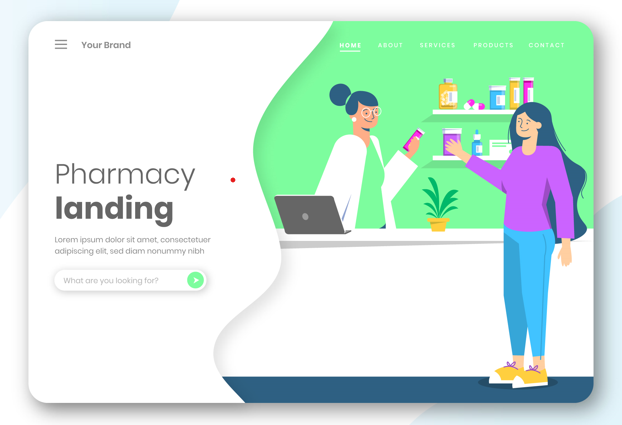 Your Brand
HOME ABOUT SERVICES PRODUCTS CONTACT
Pharmacy
landing
Lorem ipsum dolor sit amet, consectetuer
adipiscing elit, sed diam nonummy nibh
What are you looking for?